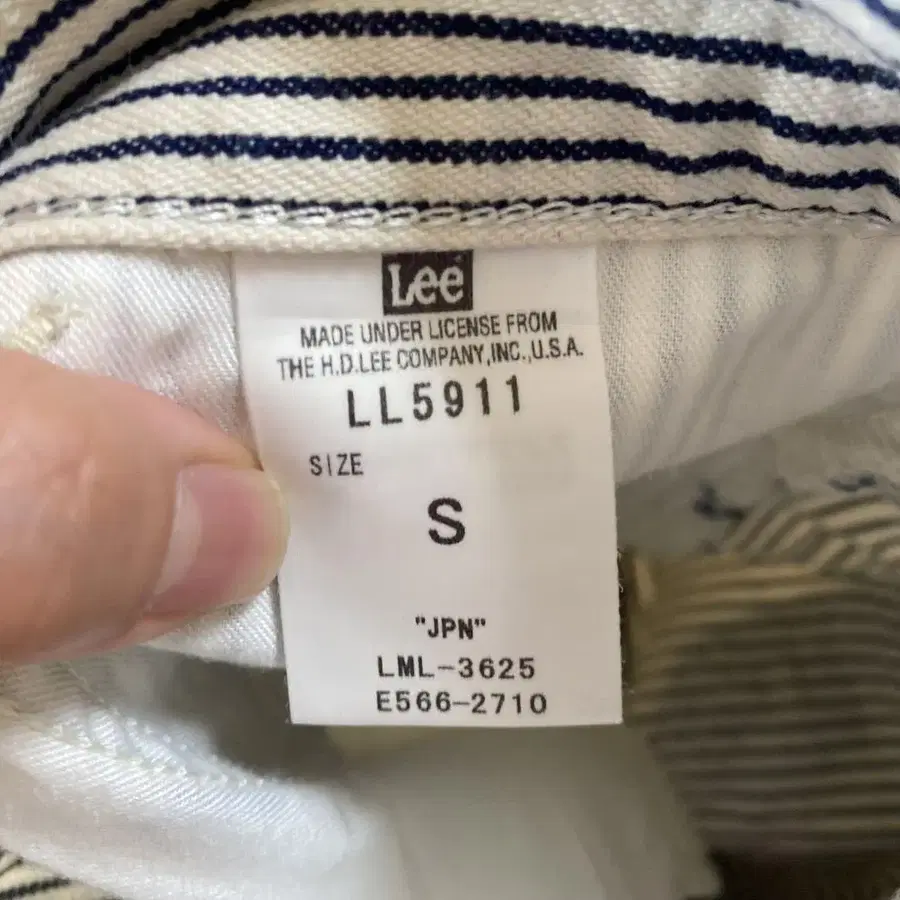 Lee
MADE UNDER LICENSE FROM
THE H.D.LEE COMPANY,INC.,U.S.A.
LL5911
SIZE
S
"JPN"
LML-3625
E566-2710